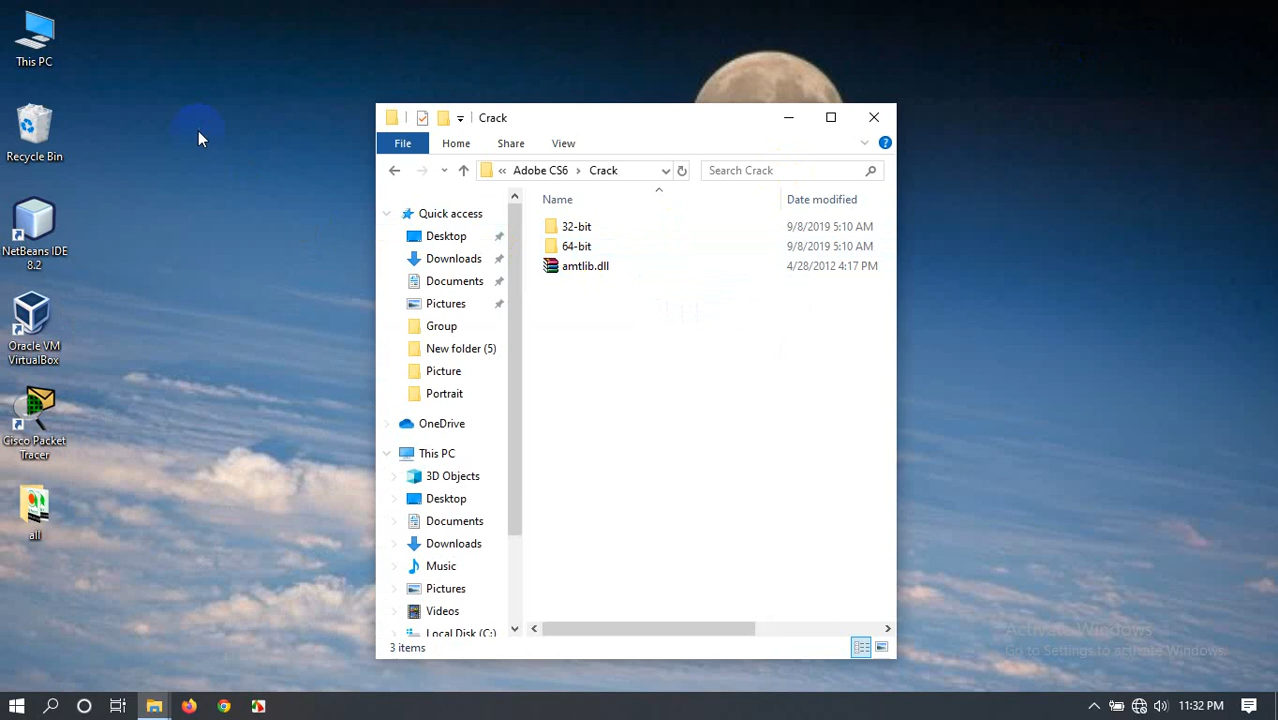 This PC
Recycle Bin
NetBeans IDE
8.2
Oracle VM
VirtualBox
Cisco Packet
Tracer
all
Crack
File
Home
Share
View
Adobe CS6
Crack
Search Crack
Quick access
Desktop
Downloads
Documents
Pictures
Group
New folder (5)
Picture
Portrait
OneDrive
This PC
3D Objects
Desktop
Documents
Downloads
Music
Pictures
Videos
Local Disk (C:)
Name
Date modified
32-bit
9/8/2019 5:10 AM
64-bit
9/8/2019 5:10 AM
amtlib.dll
4/28/2012 4:17 PM
3 items
Activate Windows
Go to Settings to activate Windows.
11:32 PM